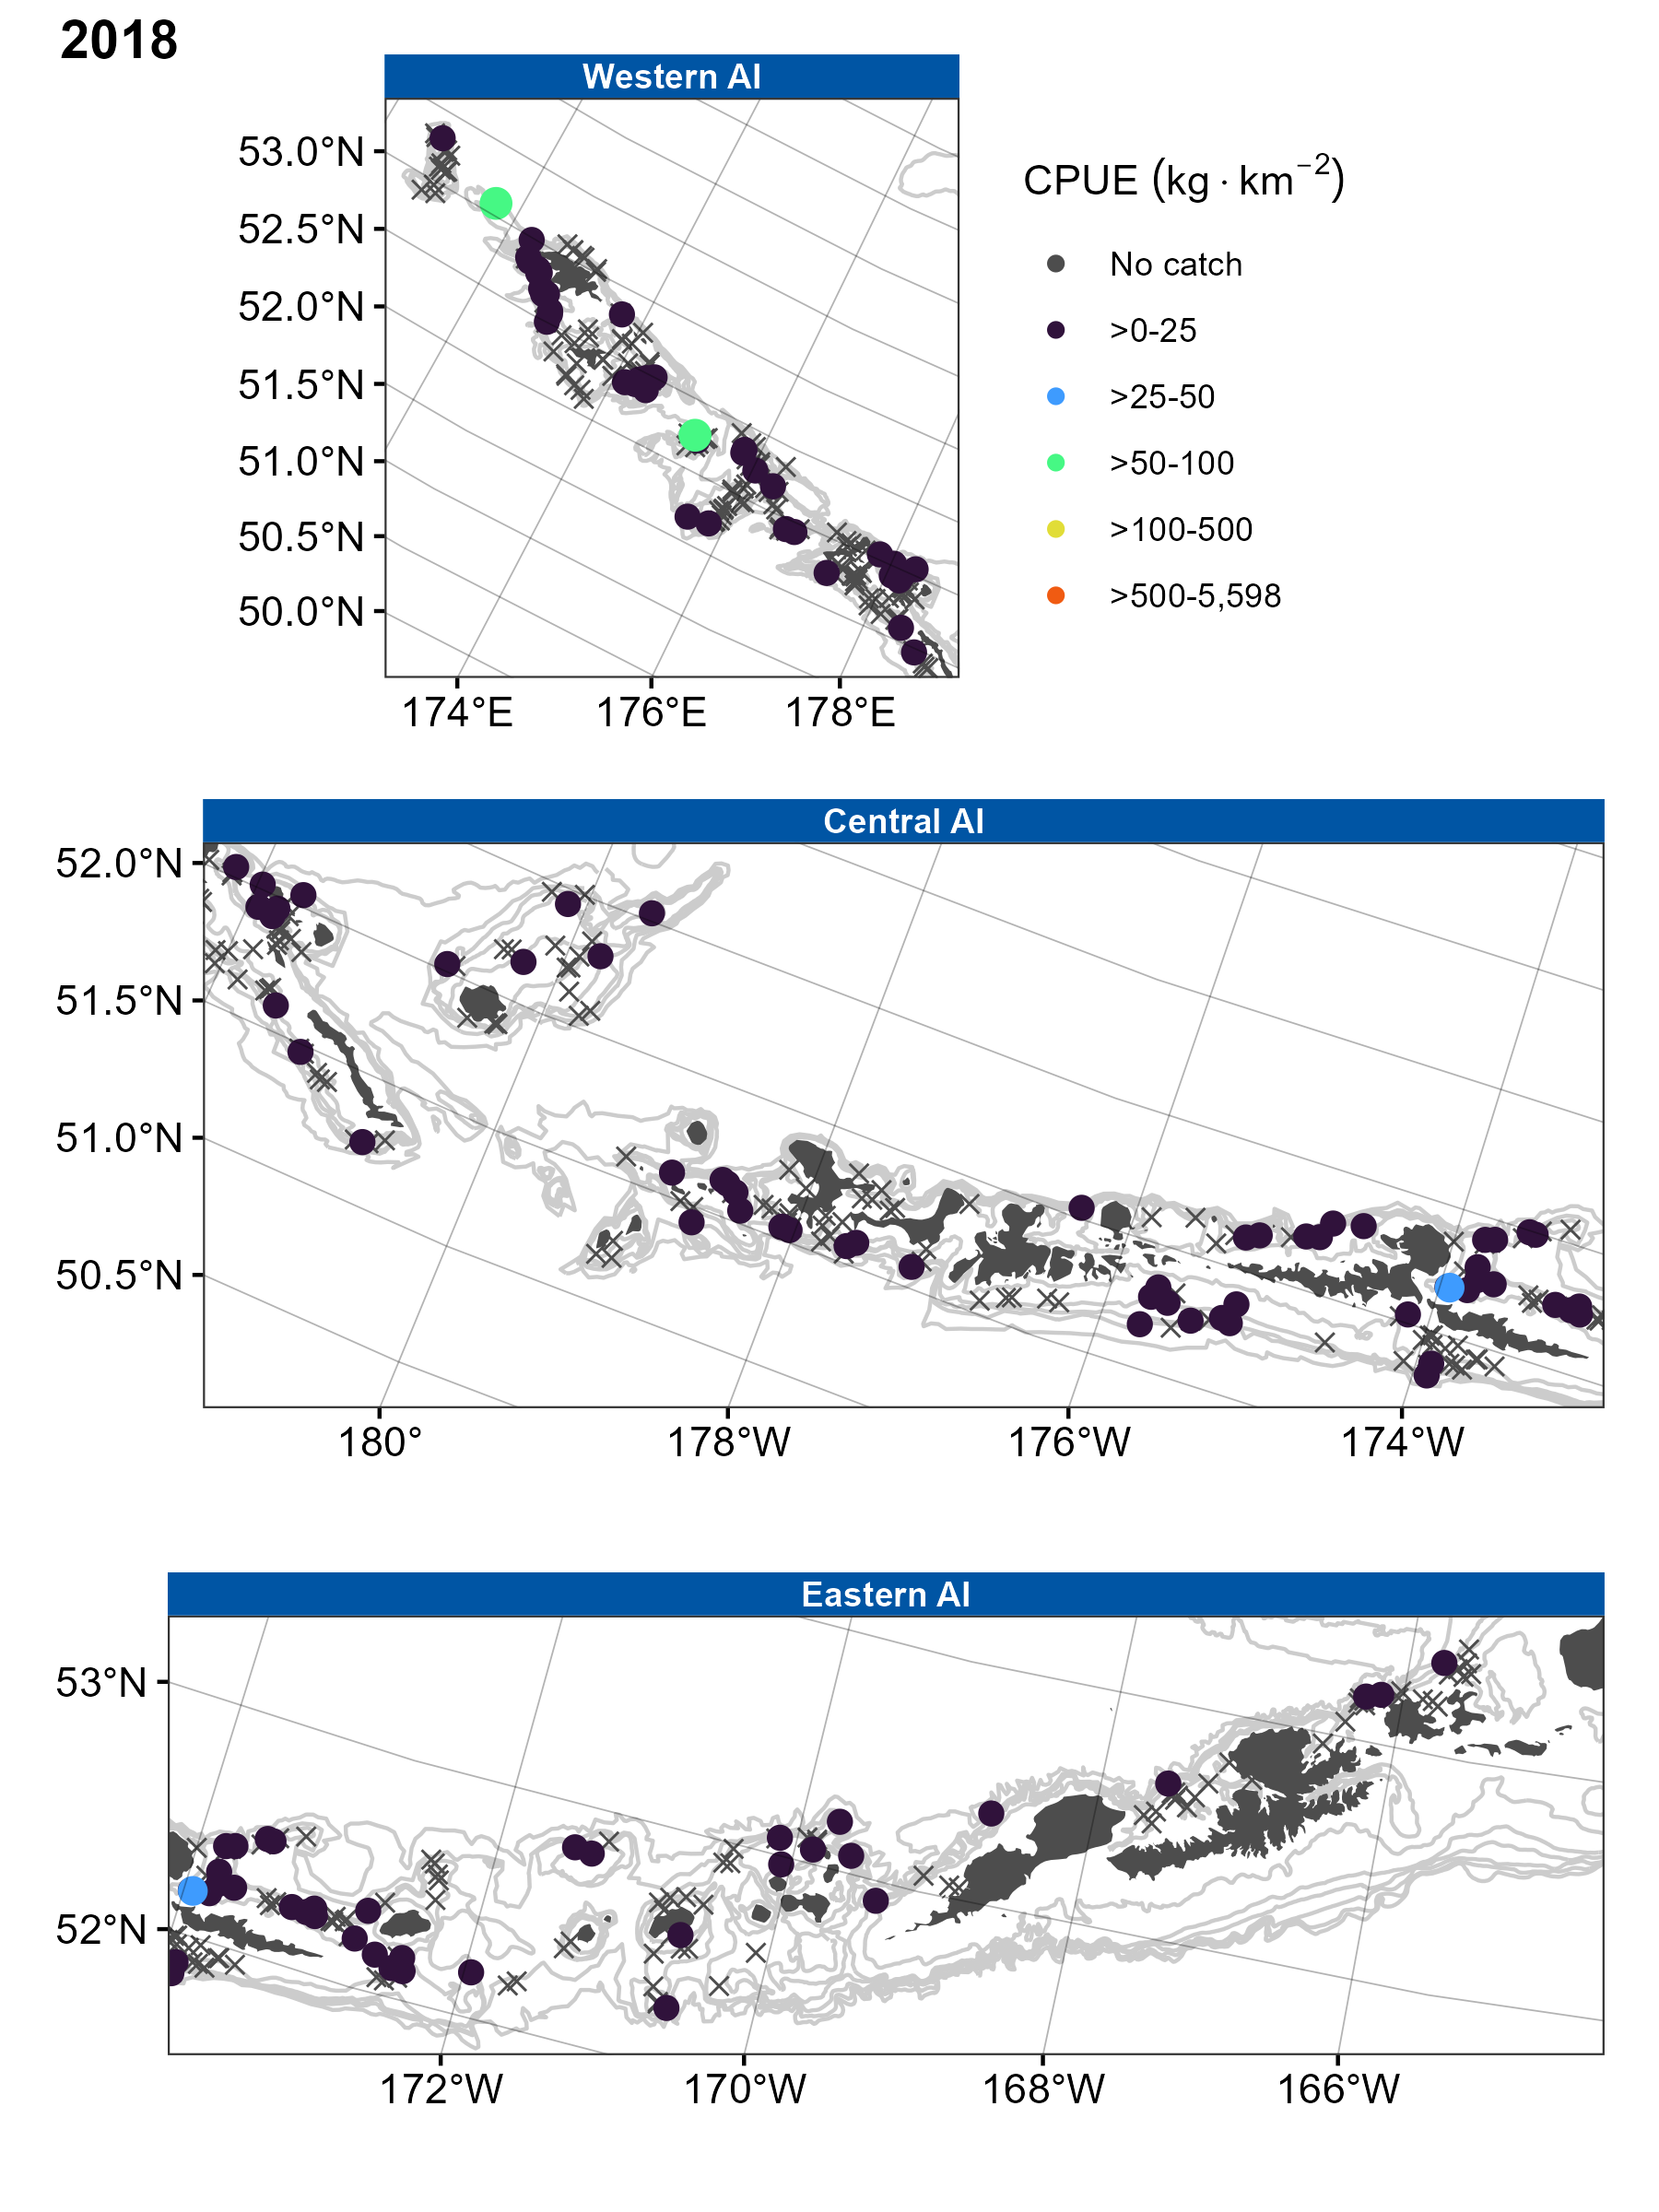 2018
Western AI
53.0°N
52.5°N
52.0°N
51.5°N
51.0°N
50.5°N
50.0°N
174°E 176°E 178°E
CPUE (kg · km⁻²)
No catch
>0-25
>25-50
>50-100
>100-500
>500-5,598
Central AI
52.0°N
51.5°N
51.0°N
50.5°N
180° 178°W 176°W 174°W
Eastern AI
53°N
52°N
172°W 170°W 168°W 166°W